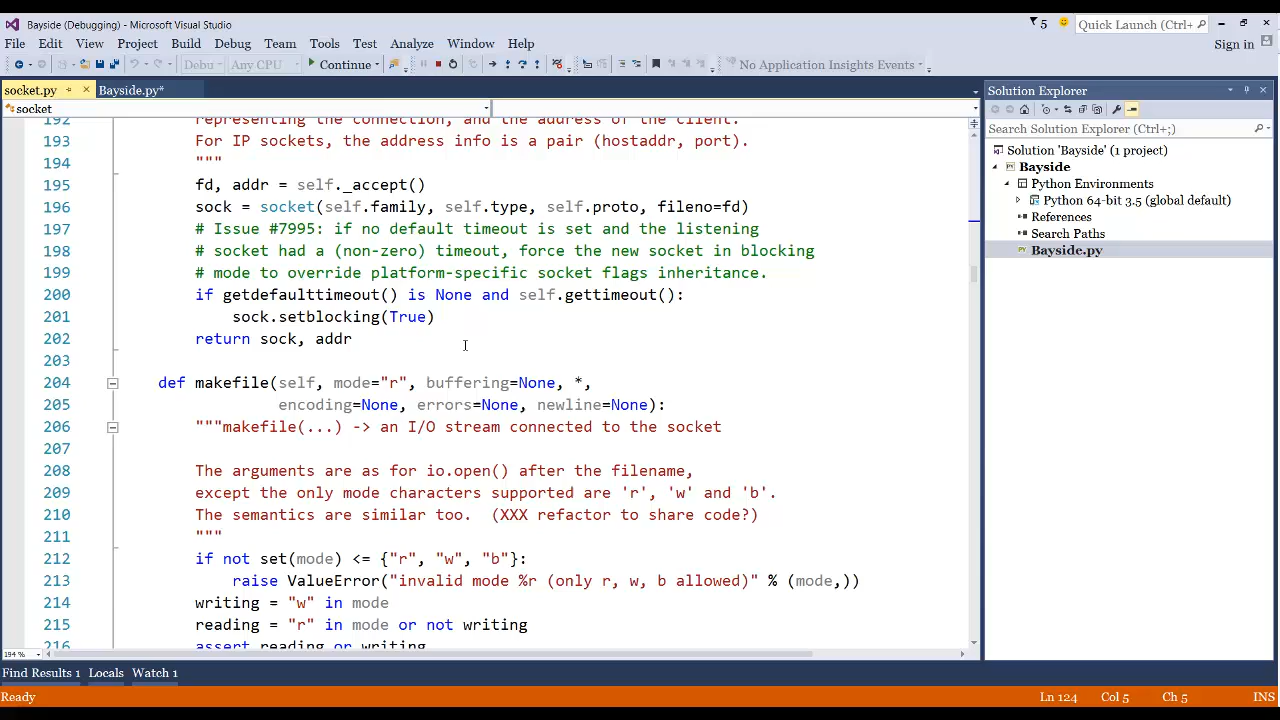 Bayside (Debugging) - Microsoft Visual Studio
5
Quick Launch (Ctrl+
File Edit View Project Build Debug Team Tools Test Analyze Window Help
Sign in
Debu Any CPU Continue No Application Insights Events
socket.py Bayside.py*
socket
192 representing the connection, and the address of the client.
193 For IP sockets, the address info is a pair (hostaddr, port).
194 """
195 fd, addr = self._accept()
196 sock = socket(self.family, self.type, self.proto, fileno=fd)
197 # Issue #7995: if no default timeout is set and the listening
198 # socket had a (non-zero) timeout, force the new socket in blocking
199 # mode to override platform-specific socket flags inheritance.
200 if getdefaulttimeout() is None and self.gettimeout():
201 sock.setblocking(True)
202 return sock, addr
203
204 def makefile(self, mode="r", buffering=None, *,
205 encoding=None, errors=None, newline=None):
206 """makefile(...) -> an I/O stream connected to the socket
207
208 The arguments are as for io.open() after the filename,
209 except the only mode characters supported are 'r', 'w' and 'b'.
210 The semantics are similar too.  (XXX refactor to share code?)
211 """
212 if not set(mode) <= {"r", "w", "b"}:
213 raise ValueError("invalid mode %r (only r, w, b allowed)" % (mode,))
214 writing = "w" in mode
215 reading = "r" in mode or not writing
216 assert reading or writing
194 %
Solution Explorer
Search Solution Explorer (Ctrl+;)
Solution 'Bayside' (1 project)
Bayside
Python Environments
Python 64-bit 3.5 (global default)
References
Search Paths
Bayside.py
Find Results 1 Locals Watch 1
Ready Ln 124 Col 5 Ch 5 INS